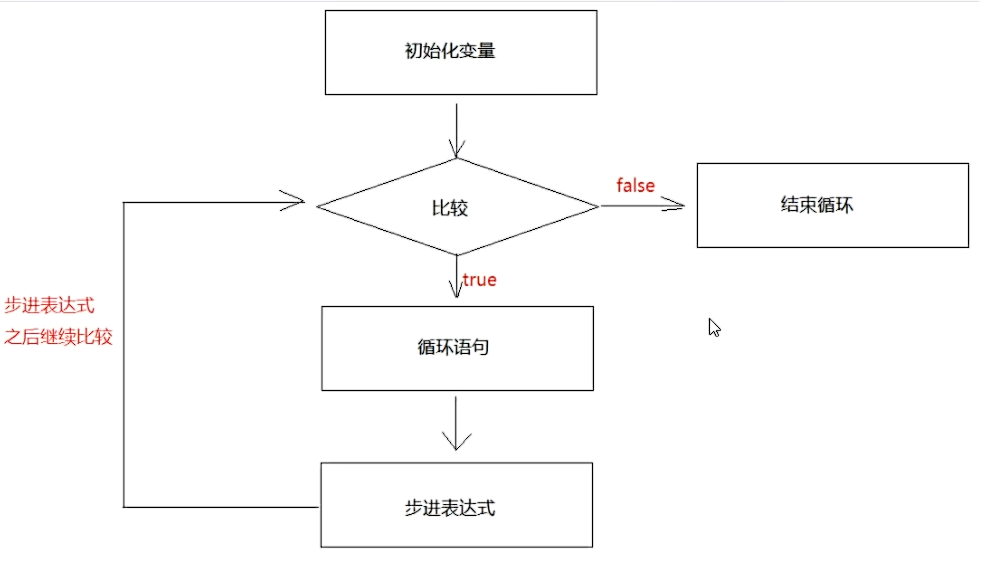 初始化变量
比较
false
结束循环
true
步进表达式
之后继续比较
循环语句
步进表达式